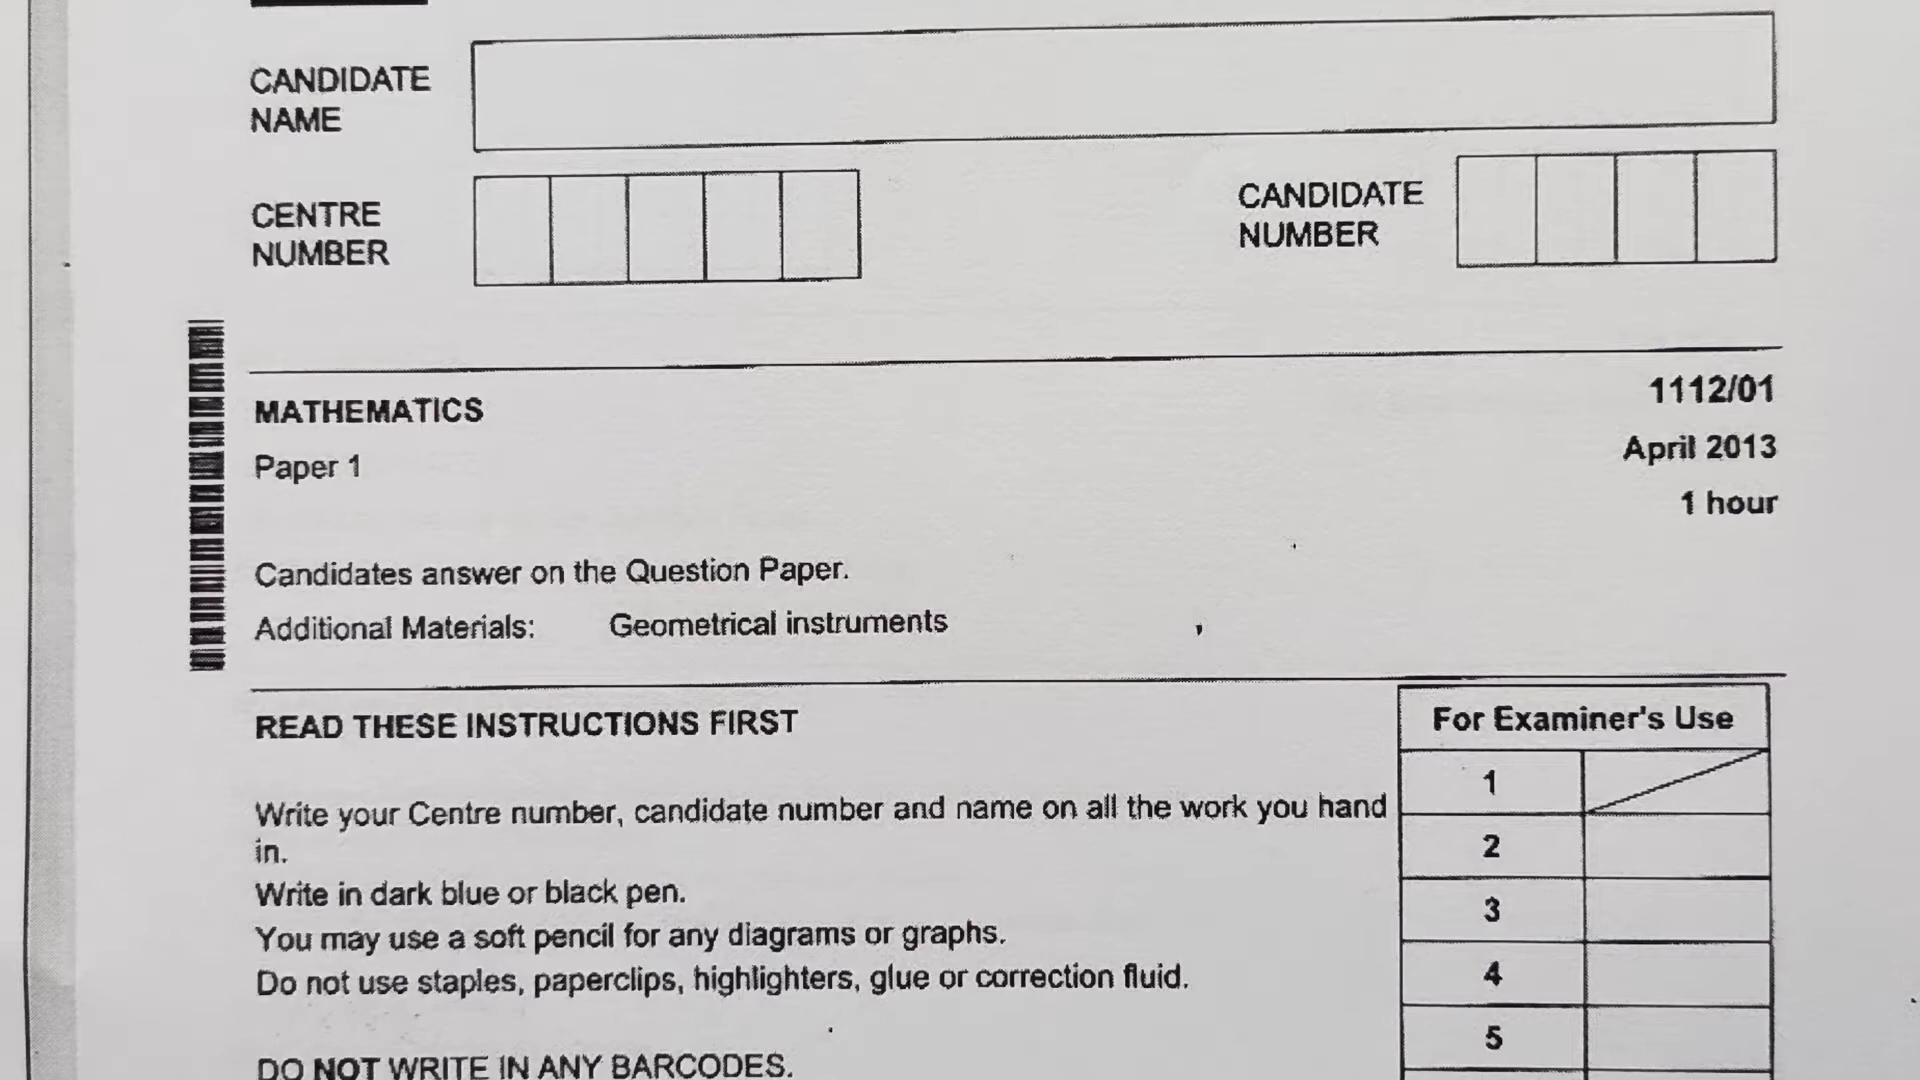 CANDIDATE
NAME
CENTRE
NUMBER
CANDIDATE
NUMBER
MATHEMATICS
1112/01
Paper 1
April 2013
1 hour
Candidates answer on the Question Paper.
Additional Materials: Geometrical instruments
READ THESE INSTRUCTIONS FIRST
Write your Centre number, candidate number and name on all the work you hand
in.
Write in dark blue or black pen.
You may use a soft pencil for any diagrams or graphs.
Do not use staples, paperclips, highlighters, glue or correction fluid.
DO NOT WRITE IN ANY BARCODES.
For Examiner's Use
1
2
3
4
5